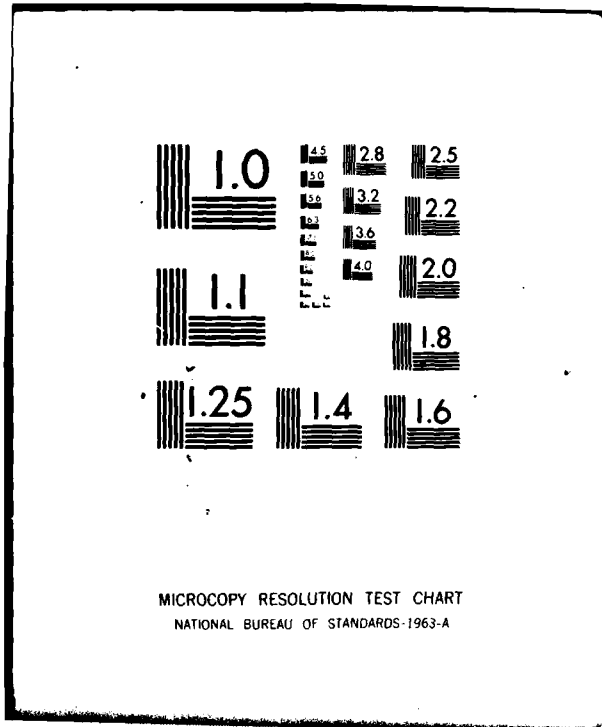 1.0
4.5 2.8 2.5
5.0
5.6 3.2 2.2
6.3
3.6
4.0 2.0
1.1
1.8
1.25 1.4 1.6
MICROCOPY RESOLUTION TEST CHART
NATIONAL BUREAU OF STANDARDS-1963-A